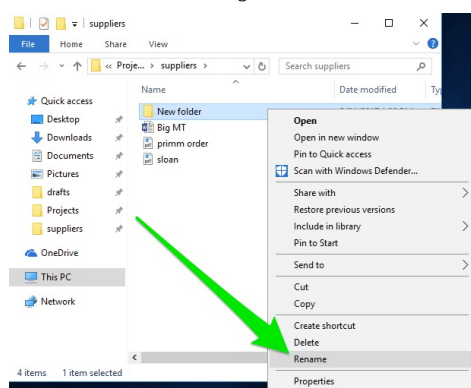 suppliers
File Home Share View
« Proje... > suppliers > Search suppliers
Name Date modified
Quick access
Desktop
Downloads
Documents
Pictures
drafts
Projects
suppliers
OneDrive
This PC
Network
New folder
Big MT
primm order
sloan
Open
Open in new window
Pin to Quick access
Scan with Windows Defender...
Share with
Restore previous versions
Include in library
Pin to Start
Send to
Cut
Copy
Create shortcut
Delete
Rename
Properties
4 items 1 item selected